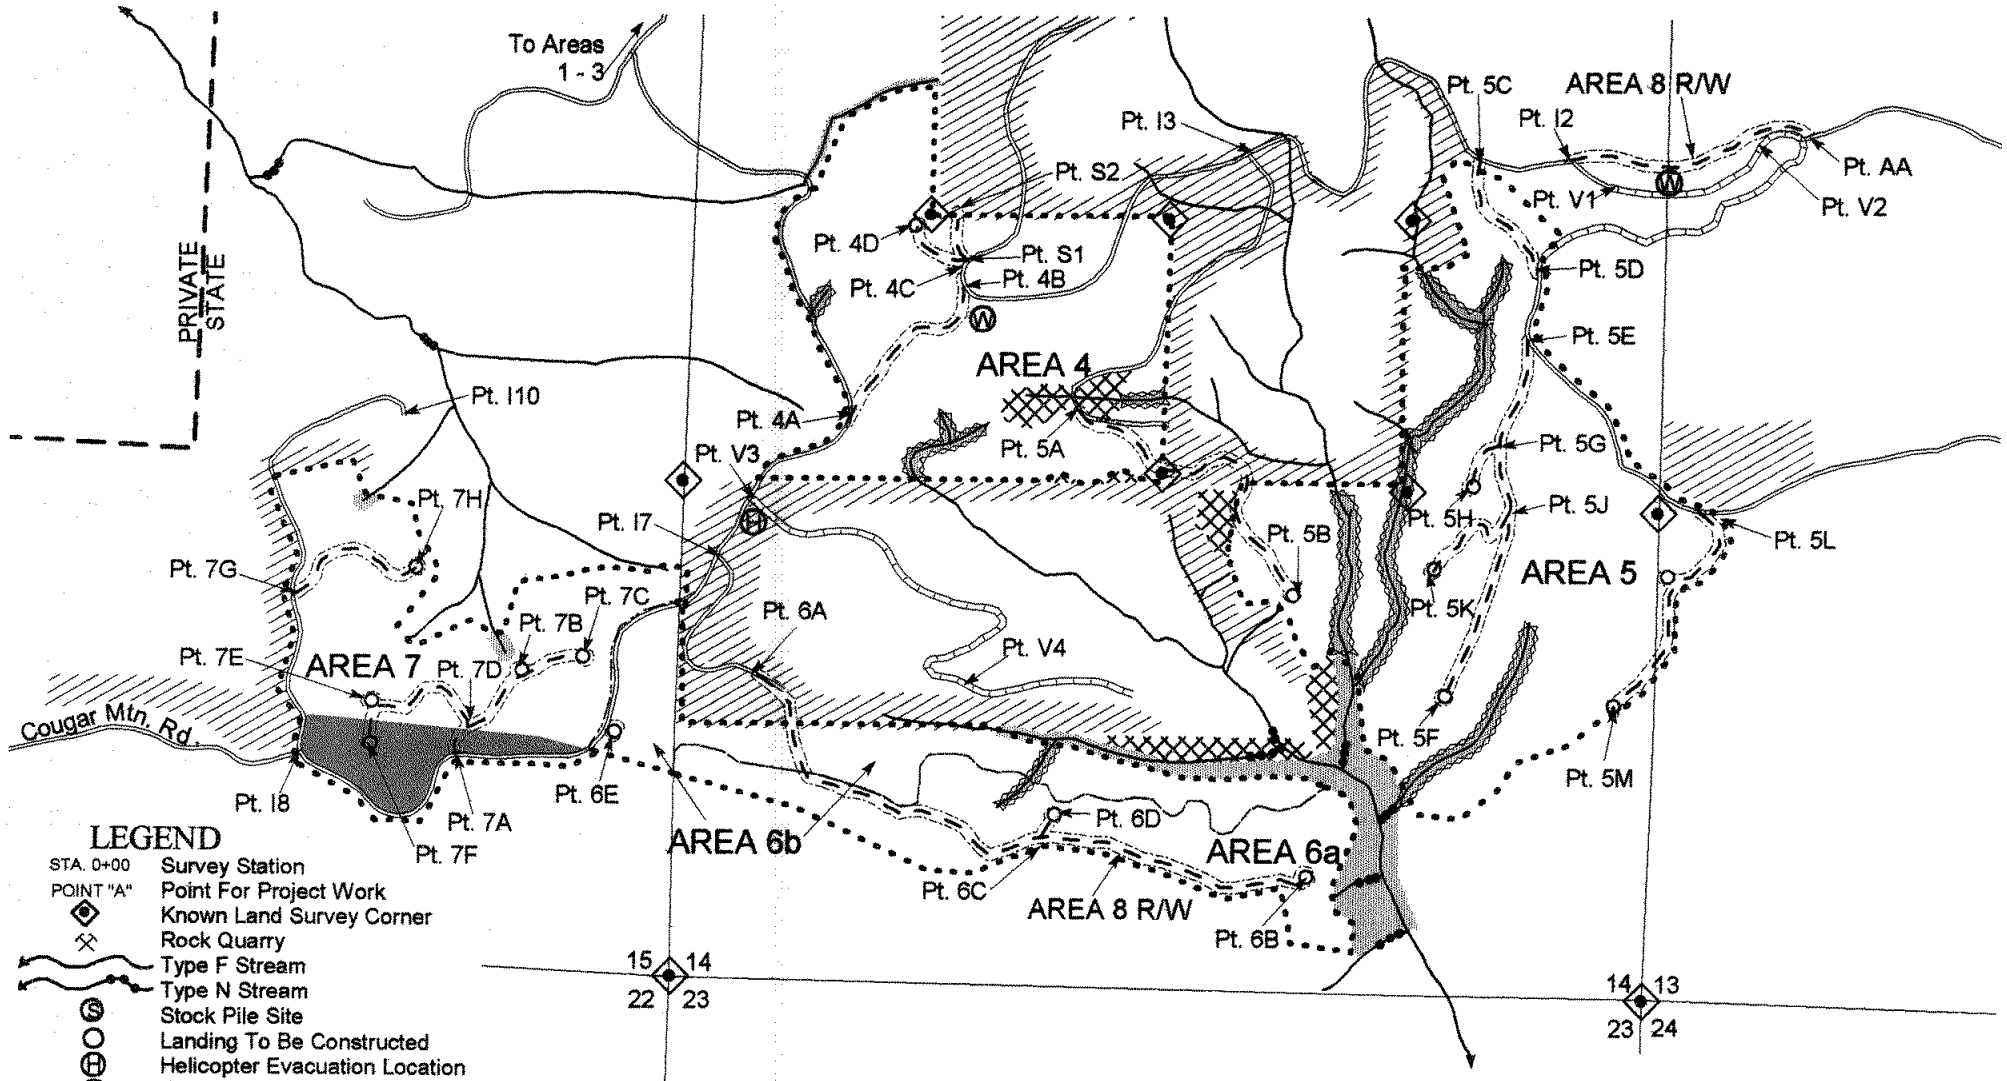 To Areas
1 - 3
Pt. 5C
AREA 8 R/W
Pt. I3
Pt. I2
Pt. S2
Pt. AA
Pt. V1
Pt. V2
PRIVATE
STATE
Pt. 4D
Pt. S1
Pt. 4C
Pt. 4B
Pt. 5D
W
W
Pt. 5E
AREA 4
Pt. I10
Pt. 4A
Pt. 5A
Pt. 5G
Pt. V3
Pt. 7H
Pt. I7
H
Pt. 5H
Pt. 5J
Pt. 5B
Pt. 5L
Pt. 7G
AREA 5
Pt. 7C
Pt. 6A
Pt. 5K
Pt. 7B
Pt. V4
Pt. 7E
AREA 7
Pt. 7D
Cougar Mtn. Rd.
Pt. 5F
Pt. 5M
Pt. I8
Pt. 6E
Pt. 7A
Pt. 6D
AREA 6b
AREA 6a
Pt. 7F
Pt. 6C
AREA 8 R/W
Pt. 6B
15 14
22 23
14 13
23 24
LEGEND
STA. 0+00 Survey Station
POINT "A" Point For Project Work
Known Land Survey Corner
Rock Quarry
Type F Stream
Type N Stream
S Stock Pile Site
Landing To Be Constructed
H Helicopter Evacuation Location